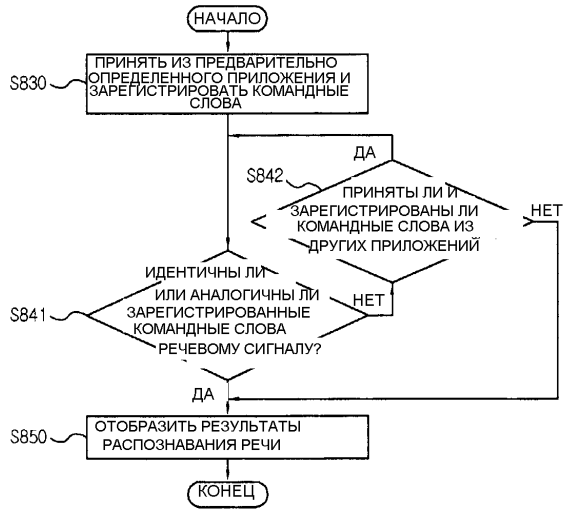 НАЧАЛО
S830
ПРИНЯТЬ ИЗ ПРЕДВАРИТЕЛЬНО
ОПРЕДЕЛЕННОГО ПРИЛОЖЕНИЯ И
ЗАРЕГИСТРИРОВАТЬ КОМАНДНЫЕ
СЛОВА
ДА
S842
ПРИНЯТЫ ЛИ И
ЗАРЕГИСТРИРОВАНЫ ЛИ
КОМАНДНЫЕ СЛОВА ИЗ
ДРУГИХ ПРИЛОЖЕНИЙ
НЕТ
S841
ИДЕНТИЧНЫ ЛИ
ИЛИ АНАЛОГИЧНЫ ЛИ
ЗАРЕГИСТРИРОВАННЫЕ
КОМАНДНЫЕ СЛОВА
РЕЧЕВОМУ СИГНАЛУ?
НЕТ
ДА
S850
ОТОБРАЗИТЬ РЕЗУЛЬТАТЫ
РАСПОЗНАВАНИЯ РЕЧИ
КОНЕЦ